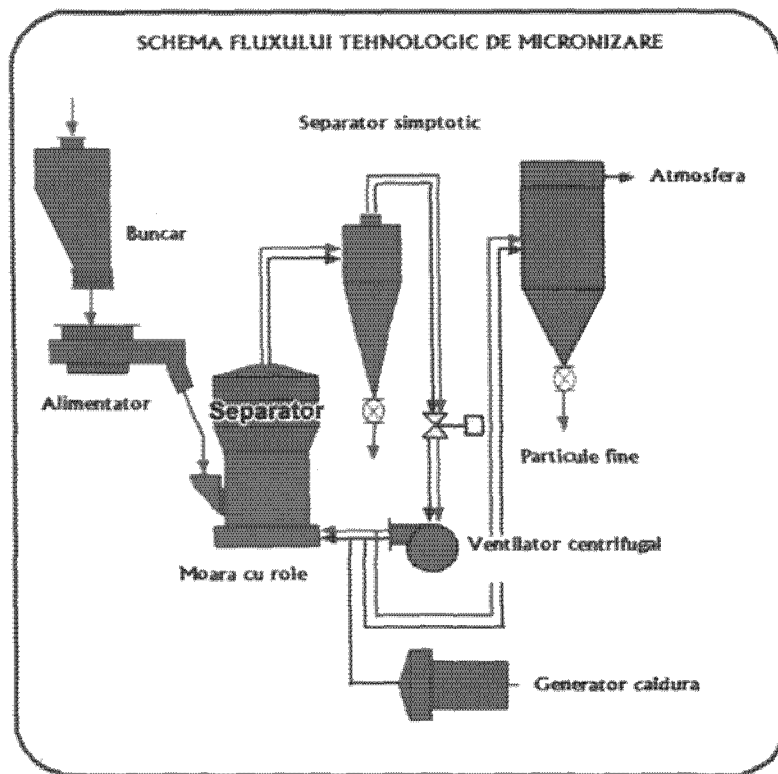 SCHEMA FLUXULUI TEHNOLOGIC DE MICRONIZARE
Separator simptotic
Atmosfera
Buncar
Alimentator
Separator
Particule fine
Ventilator centrifugal
Moara cu role
Generator caldura